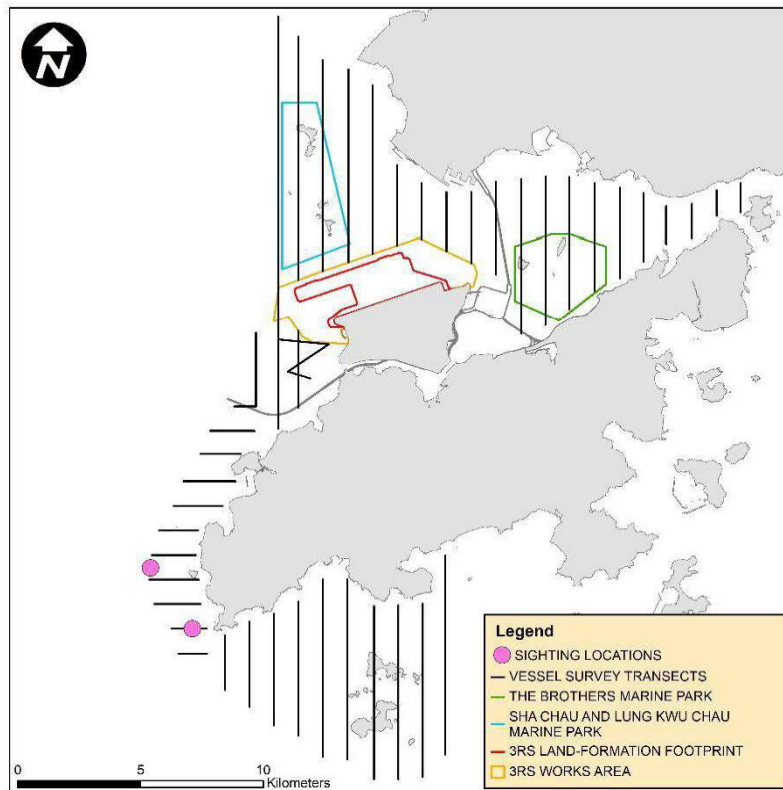 N
Legend
SIGHTING LOCATIONS
VESSEL SURVEY TRANSECTS
THE BROTHERS MARINE PARK
SHA CHAU AND LUNG KWU CHAU
MARINE PARK
3RS LAND-FORMATION FOOTPRINT
3RS WORKS AREA
0 5 10
Kilometers